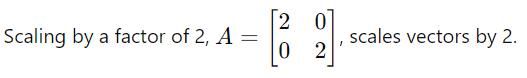 Scaling by a factor of 2, A = [2 0; 0 2], scales vectors by 2.